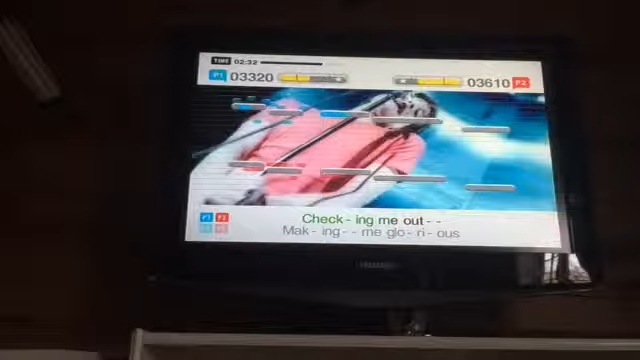 TIME 02:32
P1 03320 03610 P2
Check - ing me out - -
Mak - ing - - me glo - ri - ous
P1 P2